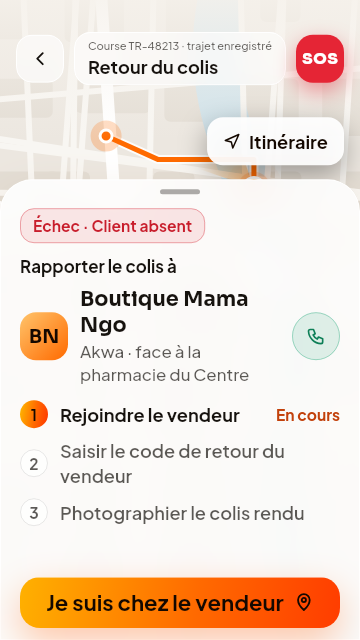 Course TR-48213 · trajet enregistré
Retour du colis
SOS
Itinéraire
Échec · Client absent
Rapporter le colis à
BN
Boutique Mama
Ngo
Akwa · face à la
pharmacie du Centre
1 Rejoindre le vendeur En cours
2 Saisir le code de retour du
vendeur
3 Photographier le colis rendu
Je suis chez le vendeur